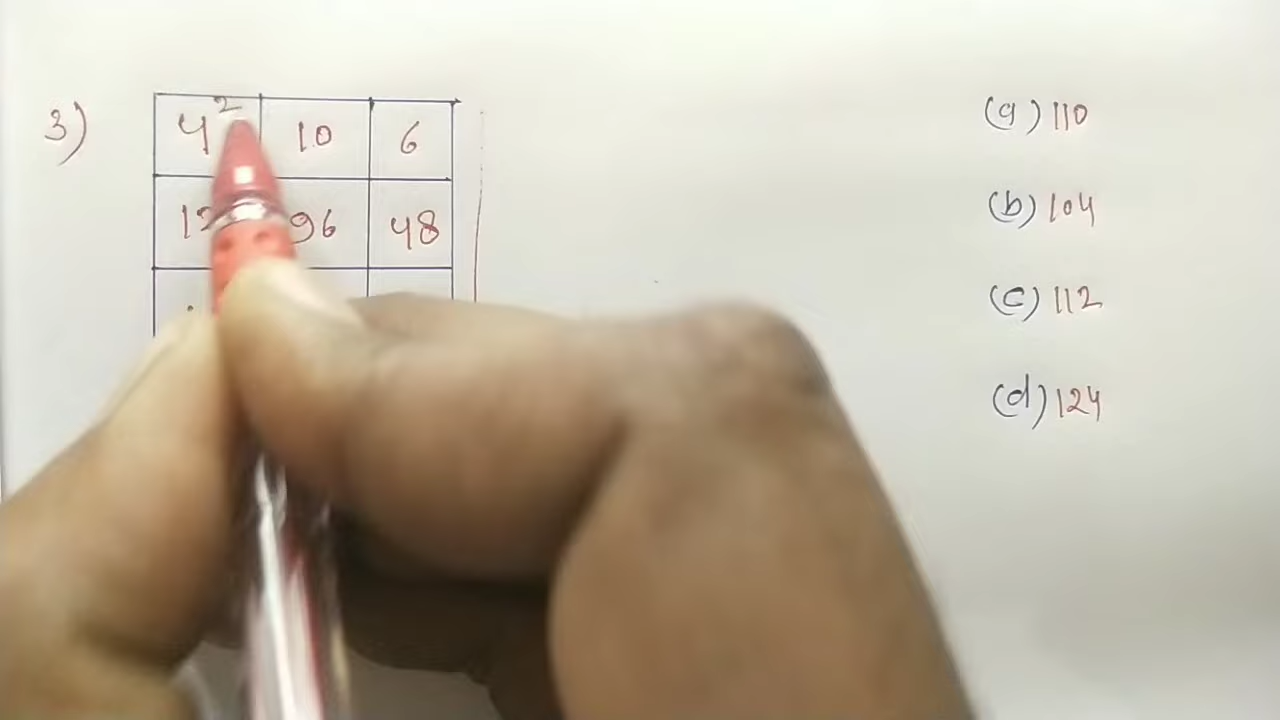 3) 4² 10 6
96 48
(a) 110
(b) 104
(c) 112
(d) 124